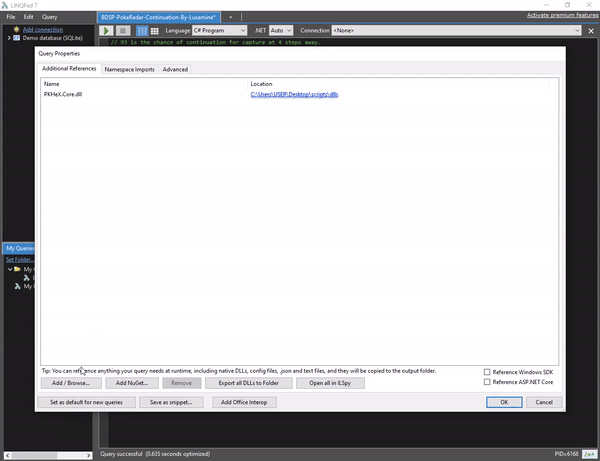 LINQPad 7
File Edit Query
BDSP-PokeRadar-Continuation-By-Lusamine*
+
Activate premium features
Add connection
Demo database (SQLite)
Language C# Program .NET Auto Connection <None>
// 93 is the chance of continuation for capture at 4 steps away.
Query Properties
Additional References Namespace Imports Advanced
Name Location
PKHeX.Core.dll C:\Users\USER\Desktop\scripts\dlls
My Queries
Set Folder...
Tip: You can reference anything your query needs at runtime, including native DLLs, config files, .json and text files, and they will be copied to the output folder.
Reference Windows SDK
Add / Browse... Add NuGet... Remove Export all DLLs to Folder Open all in ILSpy
Reference ASP.NET Core
Set as default for new queries Save as snippet... Add Office Interop OK Cancel
Query successful (0.635 seconds optimized) PID=6168 /o+